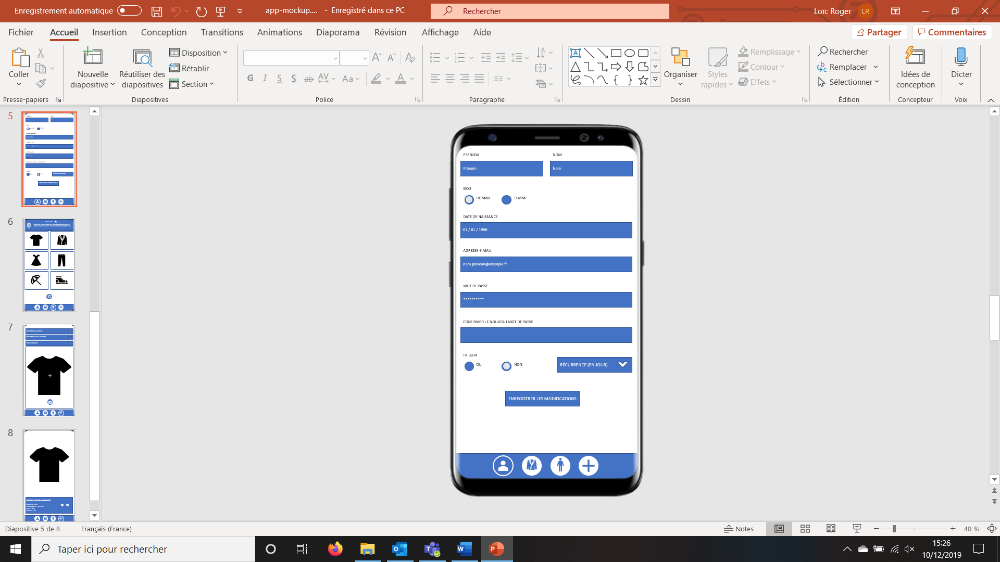 Enregistrement automatique
app-mockup.... - Enregistré dans ce PC
Rechercher
Loïc Roger
LR
Fichier
Accueil
Insertion
Conception
Transitions
Animations
Diaporama
Révision
Affichage
Aide
Partager
Commentaires
Coller
Nouvelle
diapositive
Réutiliser des
diapositives
Disposition
Rétablir
Section
G I S S ab AV Aa A
Organiser
Styles
rapides
Remplissage
Contour
Effets
Rechercher
Remplacer
Sélectionner
Idées de
conception
Dicter
Presse-papiers
Diapositives
Police
Paragraphe
Dessin
Édition
Concepteur
Voix
5
6
7
8
PRÉNOM
NOM
Prénom
Nom
SEXE
HOMME
FEMME
DATE DE NAISSANCE
01 / 01 / 1990
ADRESSE E-MAIL
nom.prenom@exemple.fr
MOT DE PASSE
**********
CONFIRMER LE NOUVEAU MOT DE PASSE
FRILEUX
OUI
NON
RÉCURRENCE (EN JOUR)
ENREGISTRER LES MODIFICATIONS
Diapositive 5 de 8
Français (France)
Notes
40 %
Taper ici pour rechercher
15:26
10/12/2019